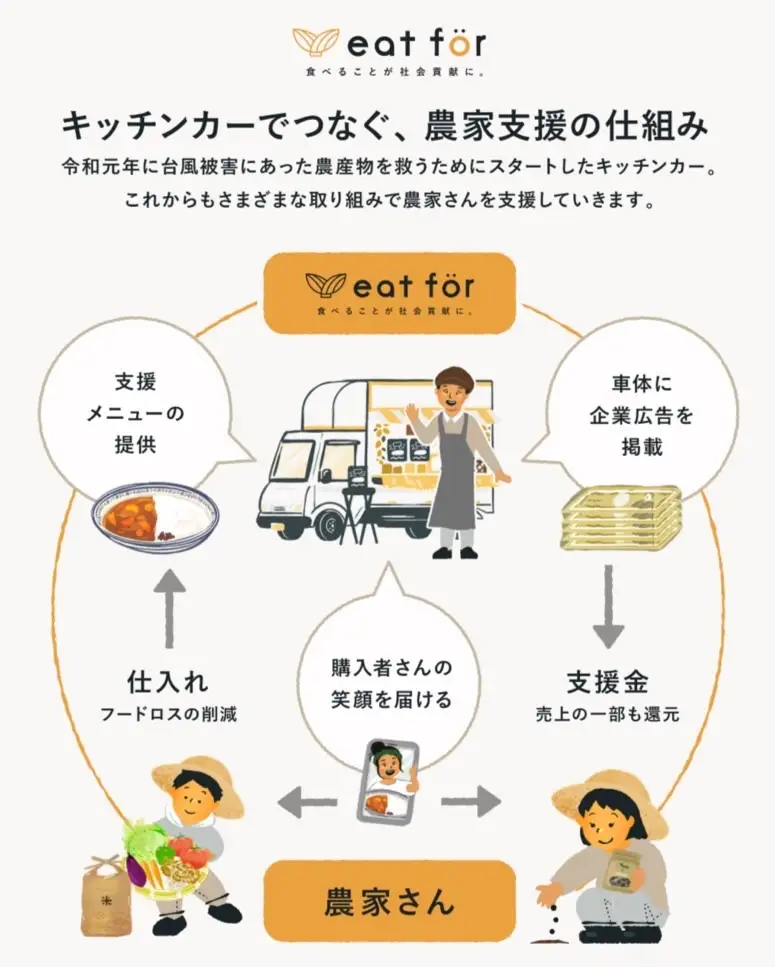 eat för
食べることが社会貢献に。
キッチンカーでつなぐ、農家支援の仕組み
令和元年に台風被害にあった農産物を救うためにスタートしたキッチンカー。
これからもさまざまな取り組みで農家さんを支援していきます。
eat för
食べることが社会貢献に。
支援
メニューの
提供
車体に
企業広告を
掲載
仕入れ
フードロスの削減
購入者さんの
笑顔を届ける
支援金
売上の一部も還元
米
農家さん